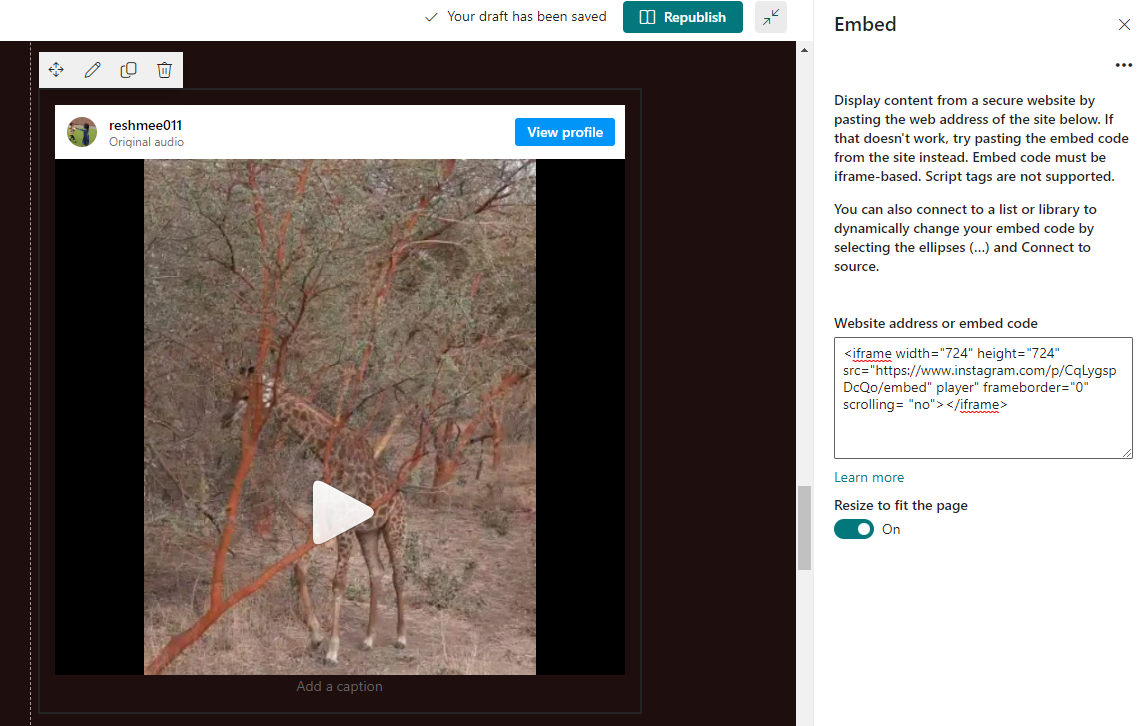 Your draft has been saved
Republish
reshmee011
Original audio
View profile
Add a caption
Embed
Display content from a secure website by
pasting the web address of the site below. If
that doesn't work, try pasting the embed code
from the site instead. Embed code must be
iframe-based. Script tags are not supported.
You can also connect to a list or library to
dynamically change your embed code by
selecting the ellipses (...) and Connect to
source.
Website address or embed code
<iframe width="724" height="724"
src="https://www.instagram.com/p/CqLygsp
DcQo/embed" player" frameborder="0"
scrolling= "no"></iframe>
Learn more
Resize to fit the page
On